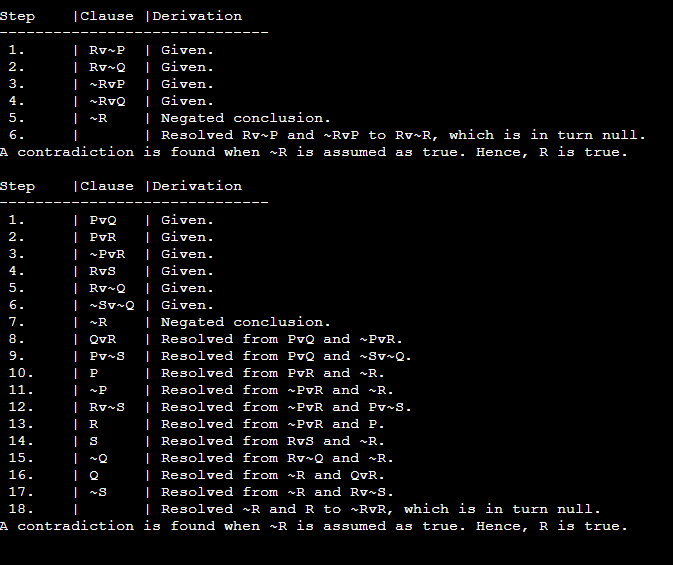 Step     |Clause |Derivation
------------------------------
 1.      | Rv~P  | Given.
 2.      | Rv~Q  | Given.
 3.      | ~RvP  | Given.
 4.      | ~RvQ  | Given.
 5.      | ~R    | Negated conclusion.
 6.      |       | Resolved Rv~P and ~RvP to Rv~R, which is in turn null.
A contradiction is found when ~R is assumed as true. Hence, R is true.
Step     |Clause |Derivation
------------------------------
 1.      | PvQ   | Given.
 2.      | PvR   | Given.
 3.      | ~PvR  | Given.
 4.      | RvS   | Given.
 5.      | Rv~Q  | Given.
 6.      | ~Sv~Q | Given.
 7.      | ~R    | Negated conclusion.
 8.      | QvR   | Resolved from PvQ and ~PvR.
 9.      | Pv~S  | Resolved from PvQ and ~Sv~Q.
 10.     | P     | Resolved from PvR and ~R.
 11.     | ~P    | Resolved from ~PvR and ~R.
 12.     | Rv~S  | Resolved from ~PvR and Pv~S.
 13.     | R     | Resolved from ~PvR and P.
 14.     | S     | Resolved from RvS and ~R.
 15.     | ~Q    | Resolved from Rv~Q and ~R.
 16.     | Q     | Resolved from ~R and QvR.
 17.     | ~S    | Resolved from ~R and Rv~S.
 18.     |       | Resolved ~R and R to ~RvR, which is in turn null.
A contradiction is found when ~R is assumed as true. Hence, R is true.